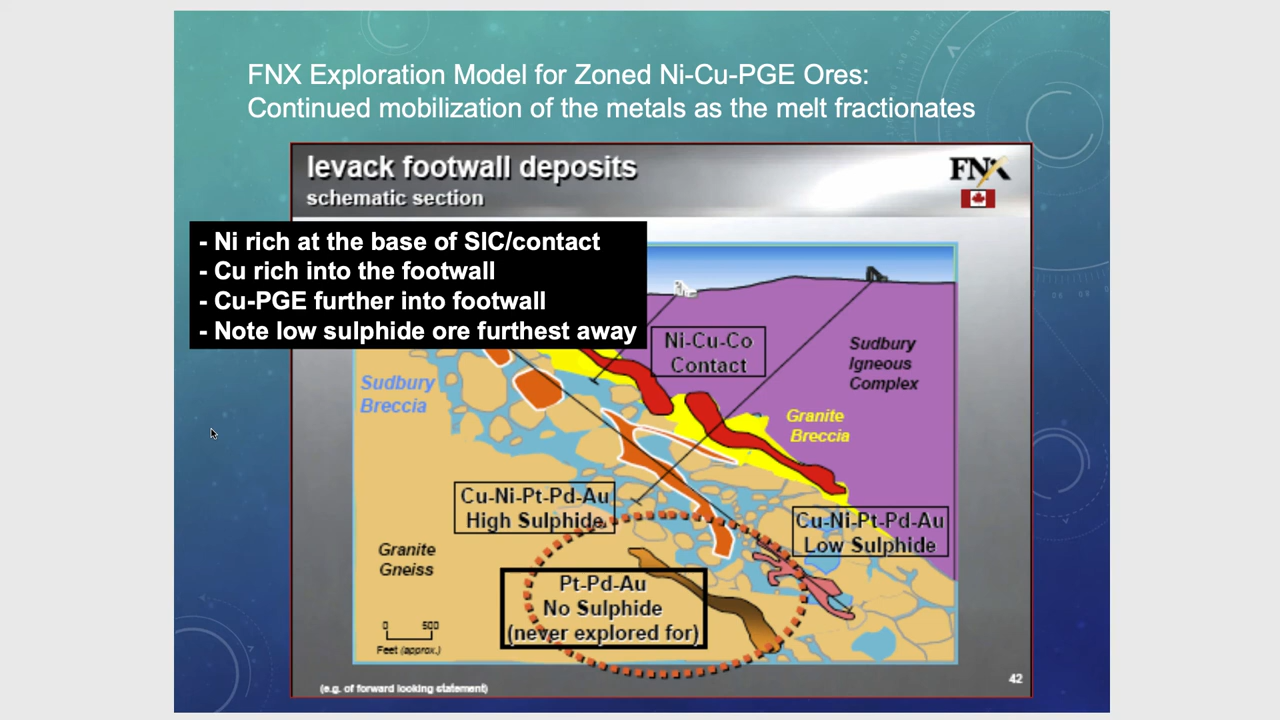 FNX Exploration Model for Zoned Ni-Cu-PGE Ores:
Continued mobilization of the metals as the melt fractionates
levack footwall deposits
schematic section
FNX
- Ni rich at the base of SIC/contact
- Cu rich into the footwall
- Cu-PGE further into footwall
- Note low sulphide ore furthest away
Ni-Cu-Co
Contact
Sudbury
Igneous
Complex
Sudbury
Breccia
Granite
Breccia
Cu-Ni-Pt-Pd-Au
High Sulphide
Cu-Ni-Pt-Pd-Au
Low Sulphide
Granite
Gneiss
Pt-Pd-Au
No Sulphide
(never explored for)
0 500
Feet (approx.)
(e.g. of forward looking statement)
42